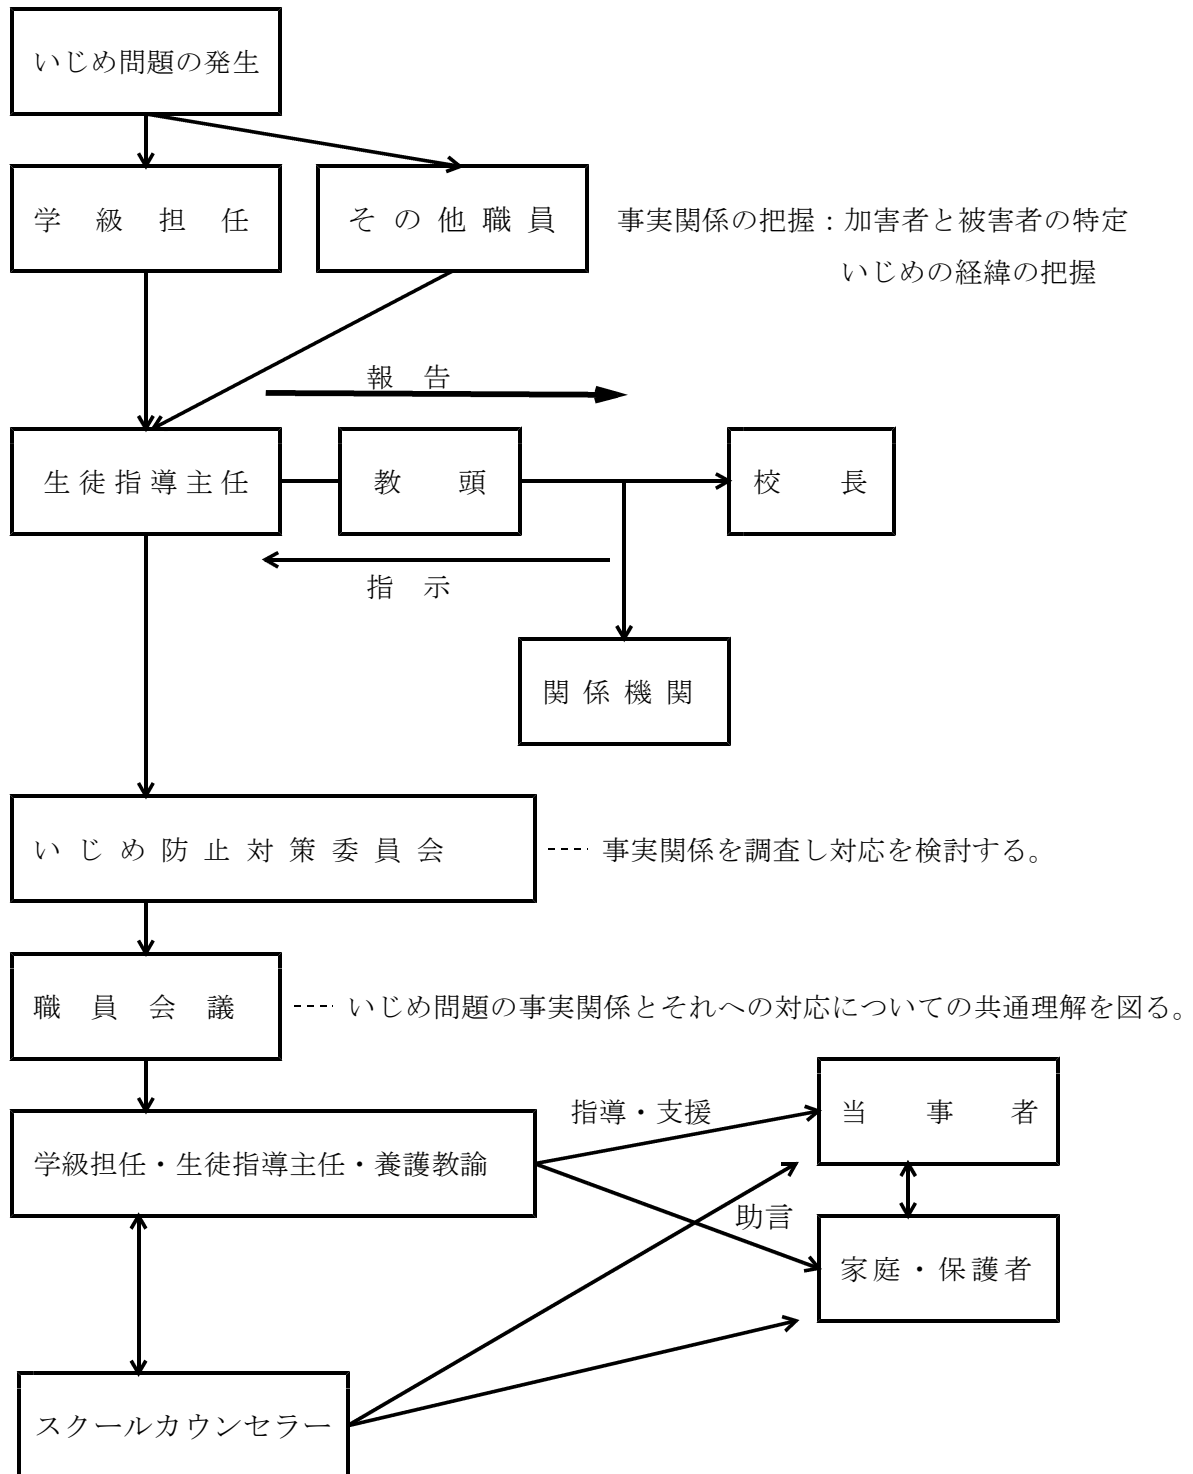 いじめ問題の発生
学級担任
その他職員
事実関係の把握：加害者と被害者の特定
いじめの経緯の把握
報告
生徒指導主任
教頭
校長
指示
関係機関
いじめ防止対策委員会
事実関係を調査し対応を検討する。
職員会議
いじめ問題の事実関係とそれへの対応についての共通理解を図る。
指導・支援
当事者
学級担任・生徒指導主任・養護教諭
助言
家庭・保護者
スクールカウンセラー